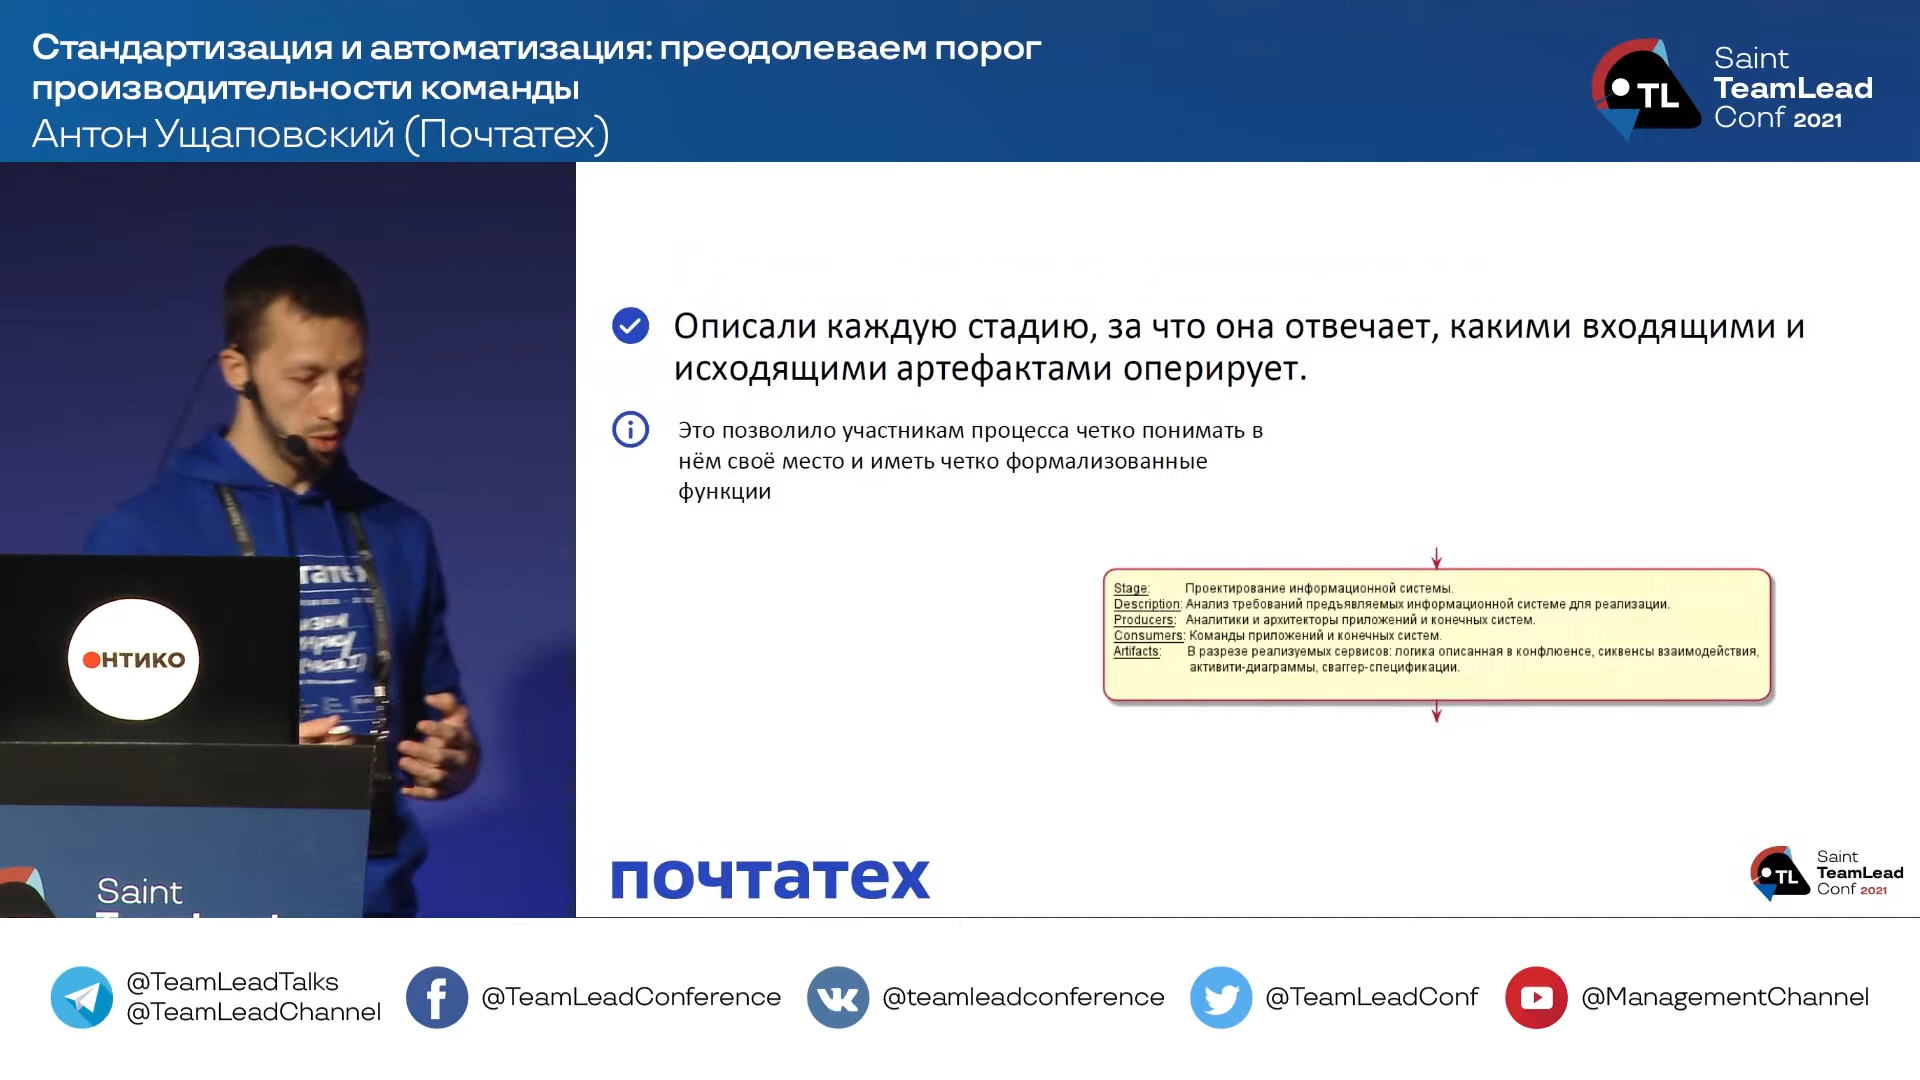 Стандартизация и автоматизация: преодолеваем порог
производительности команды
Антон Ущаповский (Почтатех)
TL
Saint
TeamLead
Conf 2021
Описали каждую стадию, за что она отвечает, какими входящими и
исходящими артефактами оперирует.
Это позволило участникам процесса четко понимать в
нём своё место и иметь четко формализованные
функции
Stage: Проектирование информационной системы.
Description: Анализ требований предъявляемых информационной системе для реализации.
Producers: Аналитики и архитекторы приложений и конечных систем.
Consumers: Команды приложений и конечных систем.
Artifacts: В разрезе реализуемых сервисов: логика описанная в конфлюенсе, сиквенсы взаимодействия,
активити-диаграммы, сваггер-спецификации.
ОНТИКО
Saint
почтатех
TL
Saint
TeamLead
Conf 2021
@TeamLeadTalks
@TeamLeadChannel
@TeamLeadConference
@teamleadconference
@TeamLeadConf
@ManagementChannel